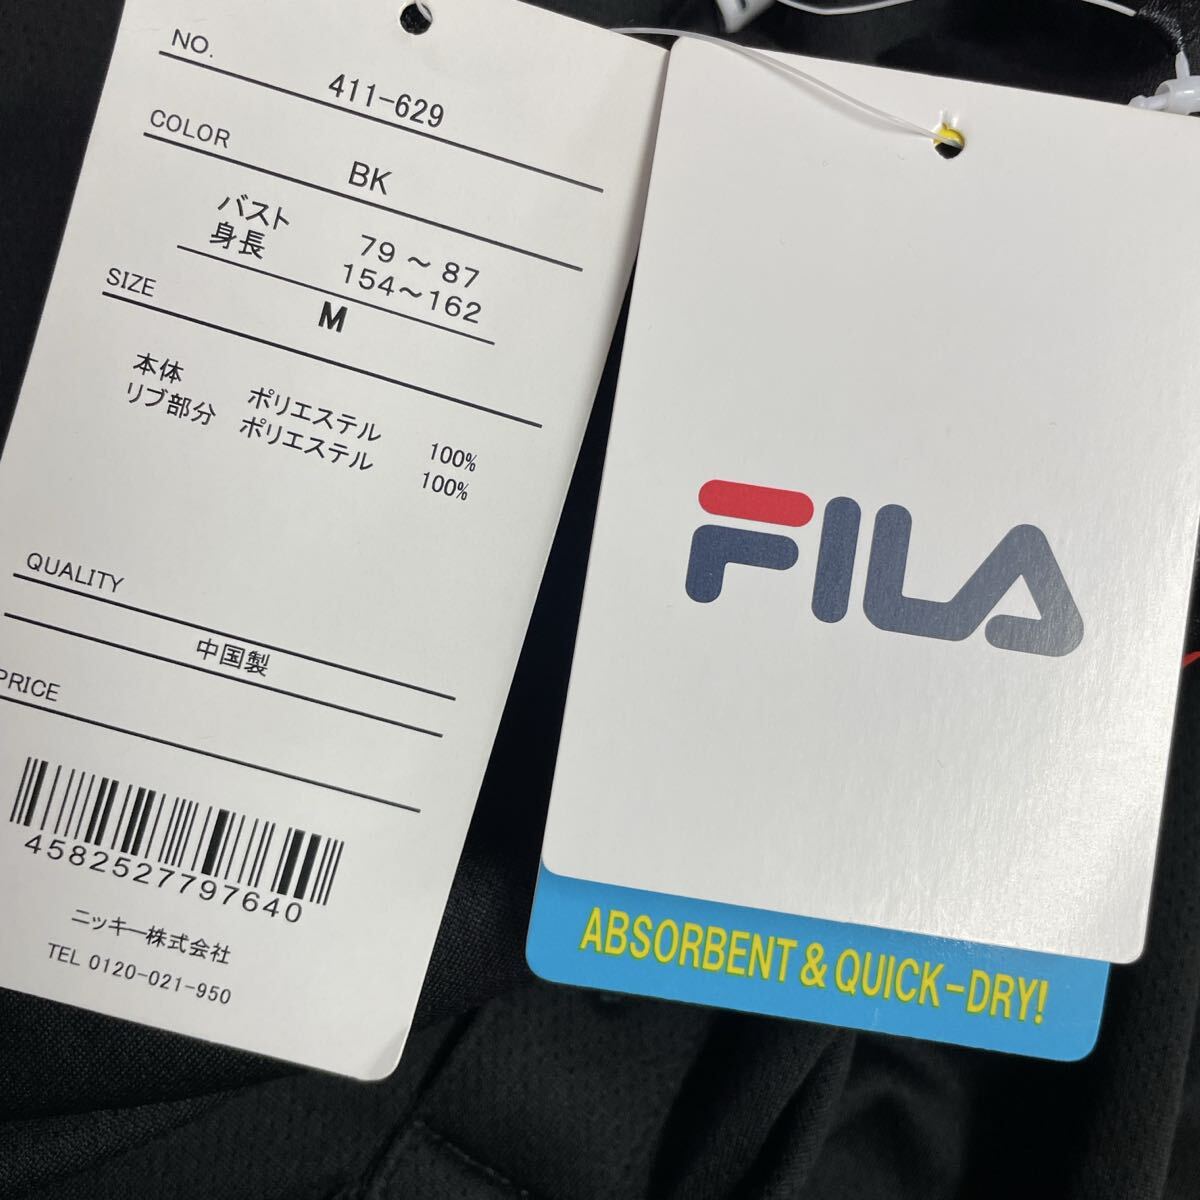 NO.
411-629
COLOR
BK
バスト 79～87
身長 154～162
SIZE
M
本体 ポリエステル 100%
リブ部分 ポリエステル 100%
QUALITY
中国製
PRICE
4582527797640
ニッキー株式会社
TEL 0120-021-950
FILA
ABSORBENT & QUICK-DRY!